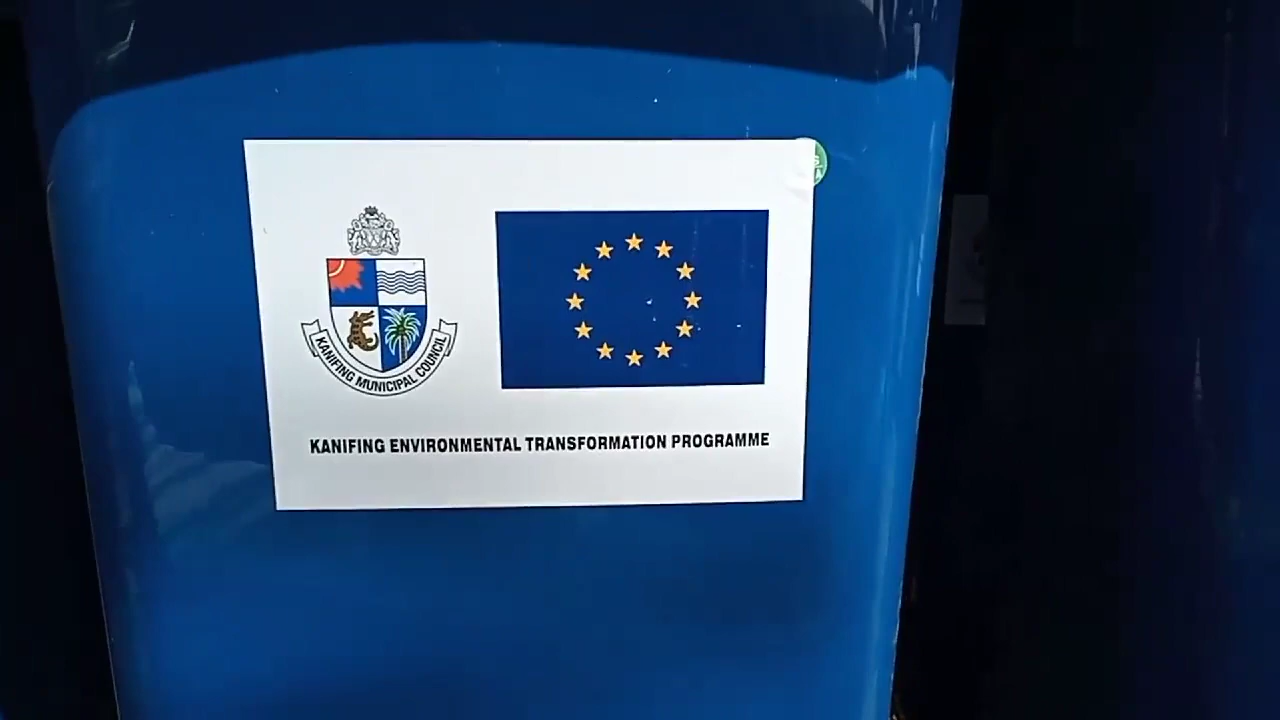 KANIFING MUNICIPAL COUNCIL
KANIFING ENVIRONMENTAL TRANSFORMATION PROGRAMME